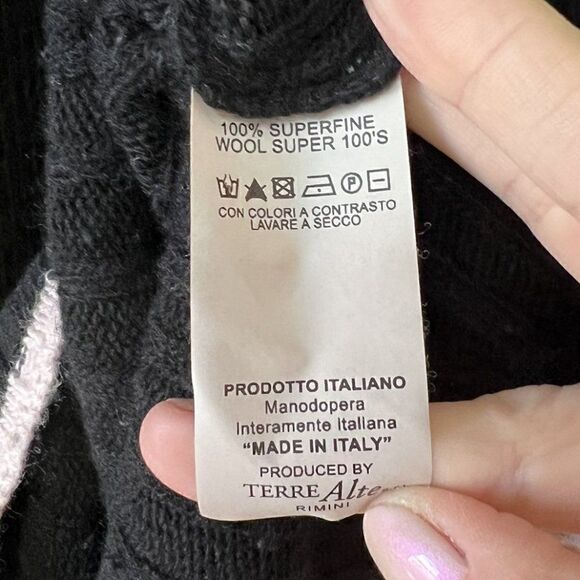 100% SUPERFINE
WOOL SUPER 100'S
P
CON COLORI A CONTRASTO
LAVARE A SECCO
PRODOTTO ITALIANO
Manodopera
Interamente Italiana
"MADE IN ITALY"
PRODUCED BY
TERRE
RIMINI